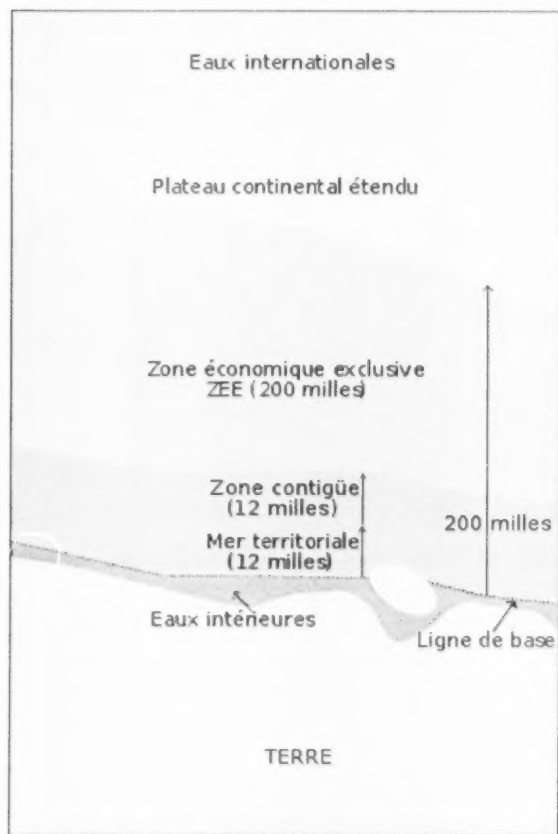 Eaux internationales
Plateau continental étendu
Zone économique exclusive
ZEE (200 milles)
Zone contigüe
(12 milles)
200 milles
Mer territoriale
(12 milles)
Eaux intérieures
Ligne de base
TERRE